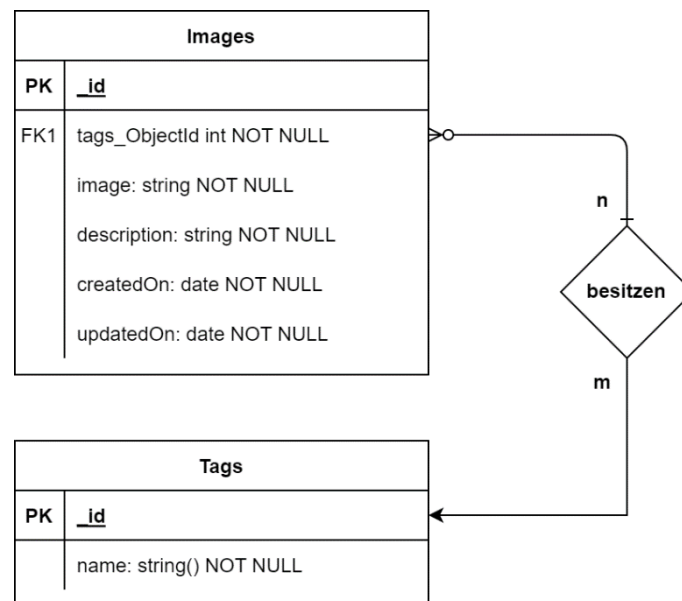 Images
PK _id
FK1 tags_ObjectId int NOT NULL
image: string NOT NULL
description: string NOT NULL
createdOn: date NOT NULL
updatedOn: date NOT NULL
n
besitzen
m
Tags
PK _id
name: string() NOT NULL